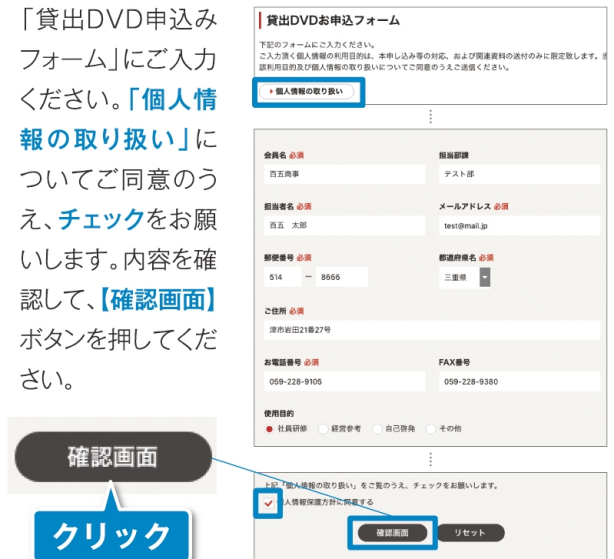 「貸出DVD申込み
フォーム」にご入力
ください。「個人情
報の取り扱い」に
ついてご同意のう
え、チェックをお願
いします。内容を確
認して、【確認画面】
ボタンを押してくだ
さい。
確認画面
クリック
貸出DVDお申込フォーム
下記のフォームにご入力ください。
ご入力頂く個人情報の利用目的は、本申し込み等の対応、および関連資料の送付のみに限定致します。当
該利用目的及び個人情報の取り扱いについてご同意のうえご送信ください。
個人情報の取り扱い
会員名 必須 担当部課
百五商事 テスト部
担当者名 必須 メールアドレス 必須
百五 太郎 test@mail.jp
郵便番号 必須 都道府県名 必須
514 − 8666 三重県
ご住所 必須
津市岩田21番27号
お電話番号 必須 FAX番号
059-228-9105 059-228-9380
使用目的
社員研修 経営参考 自己啓発 その他
上記「個人情報の取り扱い」をご覧のうえ、チェックをお願いします。
個人情報保護方針に同意する
確認画面 リセット